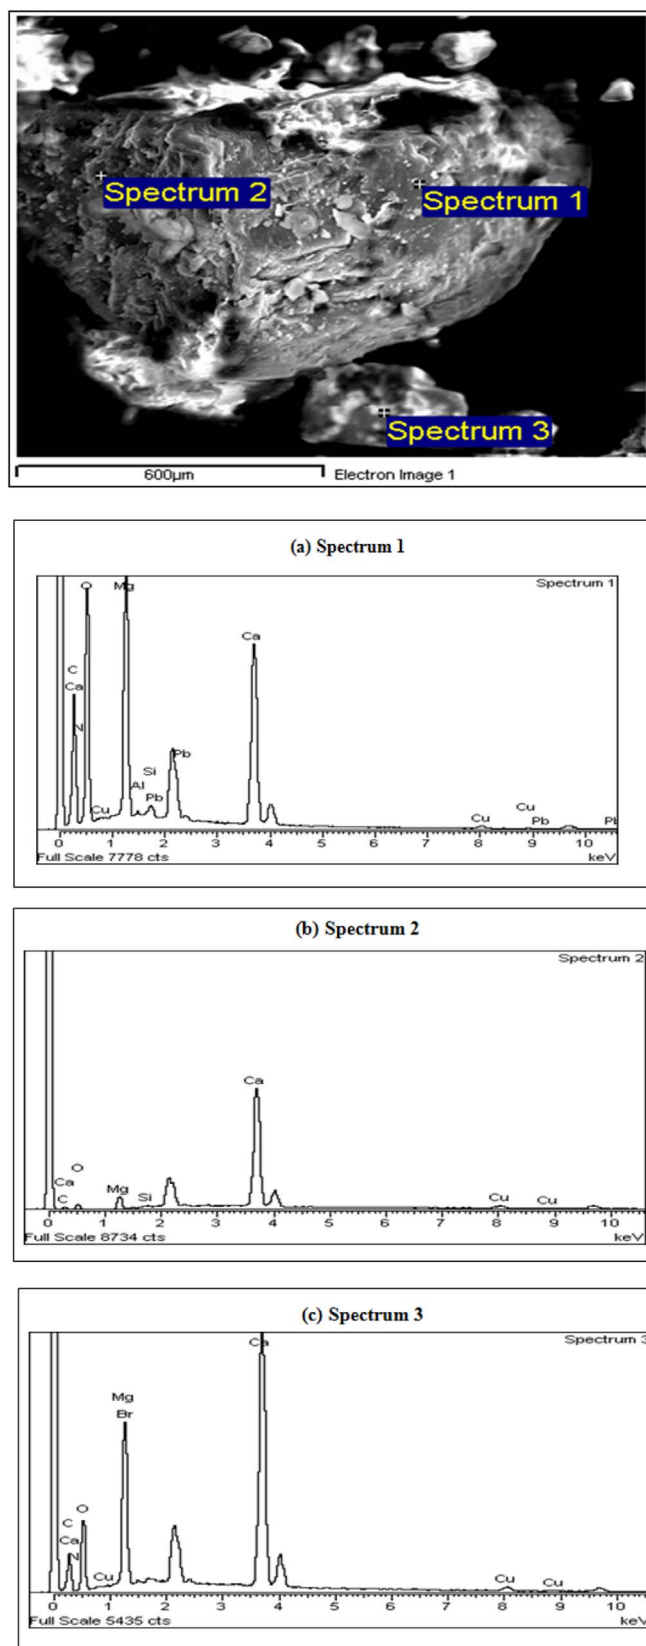 Spectrum 2
Spectrum 1
Spectrum 3
600µm
Electron Image 1
(a) Spectrum 1
Spectrum 1
O
Mg
Ca
C
Ca
N
Pb
Si
Al
Pb
Cu
Cu
Cu
Pb
0 1 2 3 4 5 6 7 8 9 10
Full Scale 7778 cts
keV
(b) Spectrum 2
Spectrum 2
Ca
O
Ca
Mg
C
Si
Cu
Cu
0 1 2 3 4 5 6 7 8 9 10
Full Scale 8734 cts
keV
(c) Spectrum 3
Spectrum 3
Ca
Mg
Br
O
C
Ca
N
Cu
Cu
Cu
0 1 2 3 4 5 6 7 8 9 10
Full Scale 5435 cts
keV